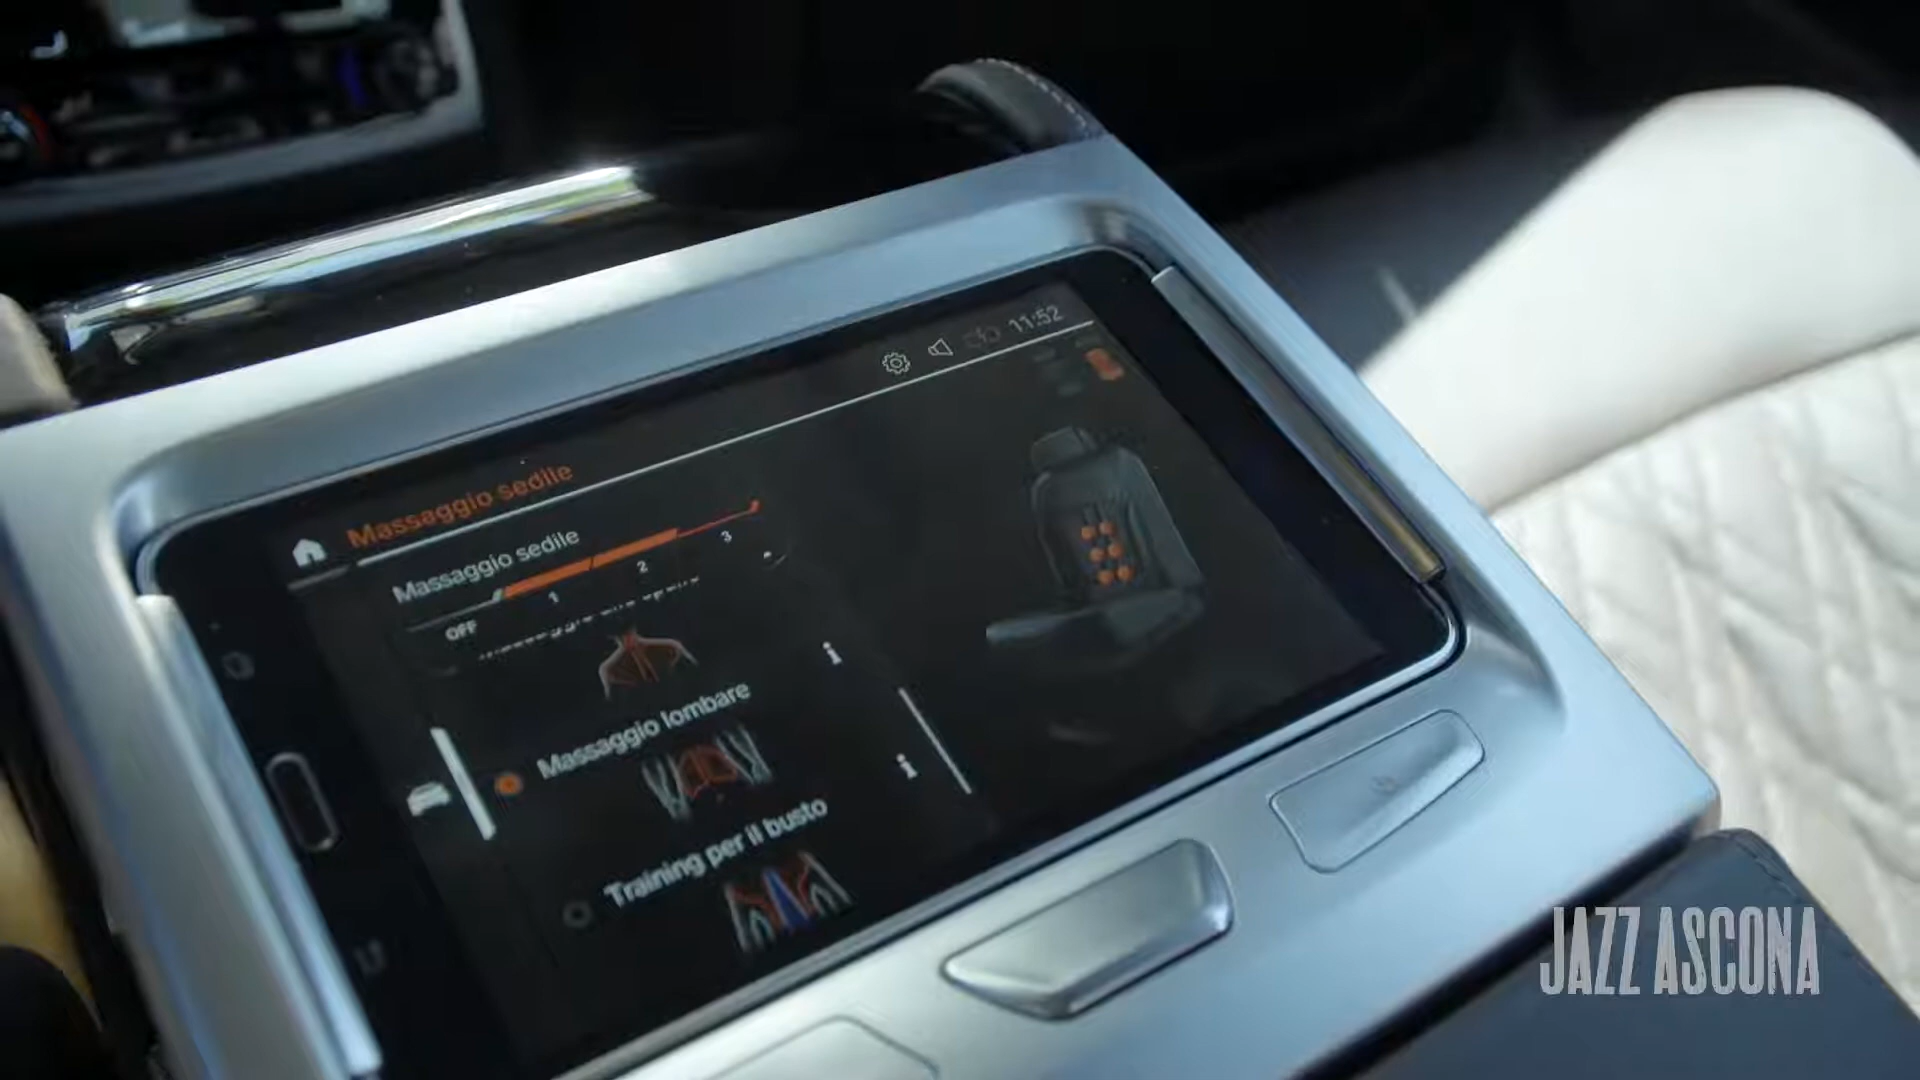 11:52
Massaggio sedile
Massaggio sedile
OFF 1 2 3
Massaggio lombare
Training per il busto
JAZZ ASCONA